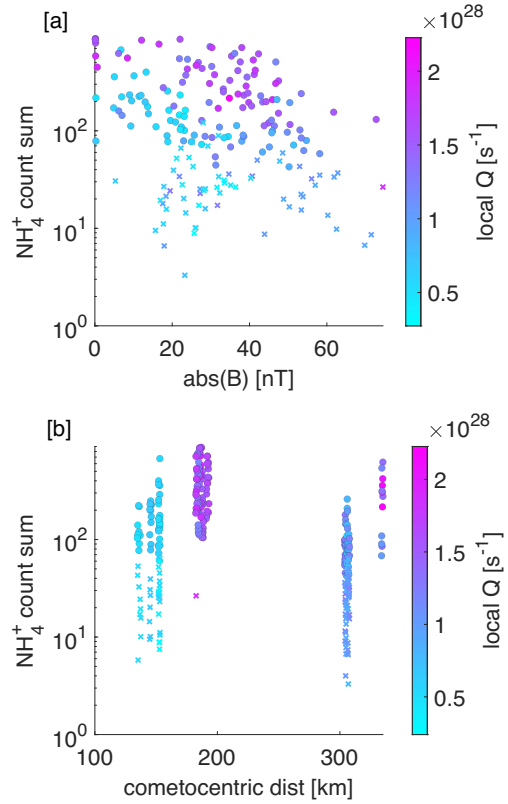 [a]
×10^28
NH4+ count sum
10^2
10^1
10^0
0 20 40 60
abs(B) [nT]
2
1.5
1
0.5
local Q [s^-1]
[b]
×10^28
NH4+ count sum
10^2
10^1
10^0
100 200 300
cometocentric dist [km]
2
1.5
1
0.5
local Q [s^-1]